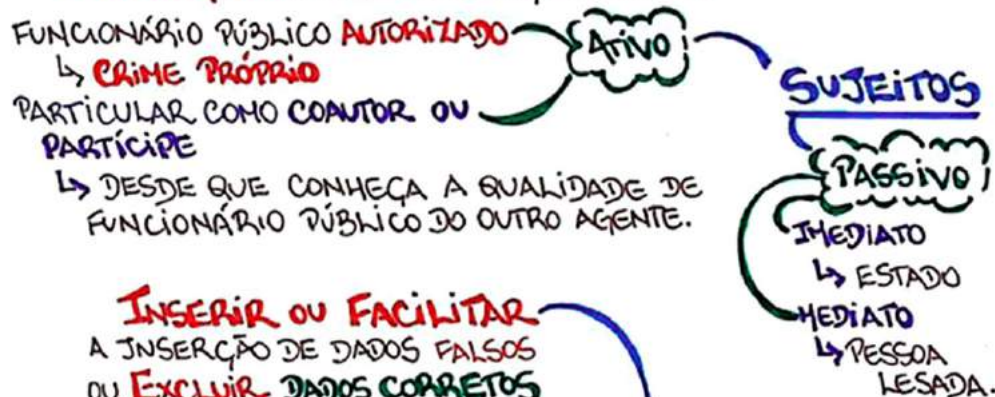 FUNCIONÁRIO PÚBLICO AUTORIZADO
↳ CRIME PRÓPRIO
PARTICULAR COMO COAUTOR OU
PARTÍCIPE
↳ DESDE QUE CONHEÇA A QUALIDADE DE
FUNCIONÁRIO PÚBLICO DO OUTRO AGENTE.
ATIVO
SUJEITOS
PASSIVO
IMEDIATO
↳ ESTADO
MEDIATO
↳ PESSOA
LESADA.
INSERIR OU FACILITAR
A INSERÇÃO DE DADOS FALSOS
OU EXCLUIR DADOS CORRETOS